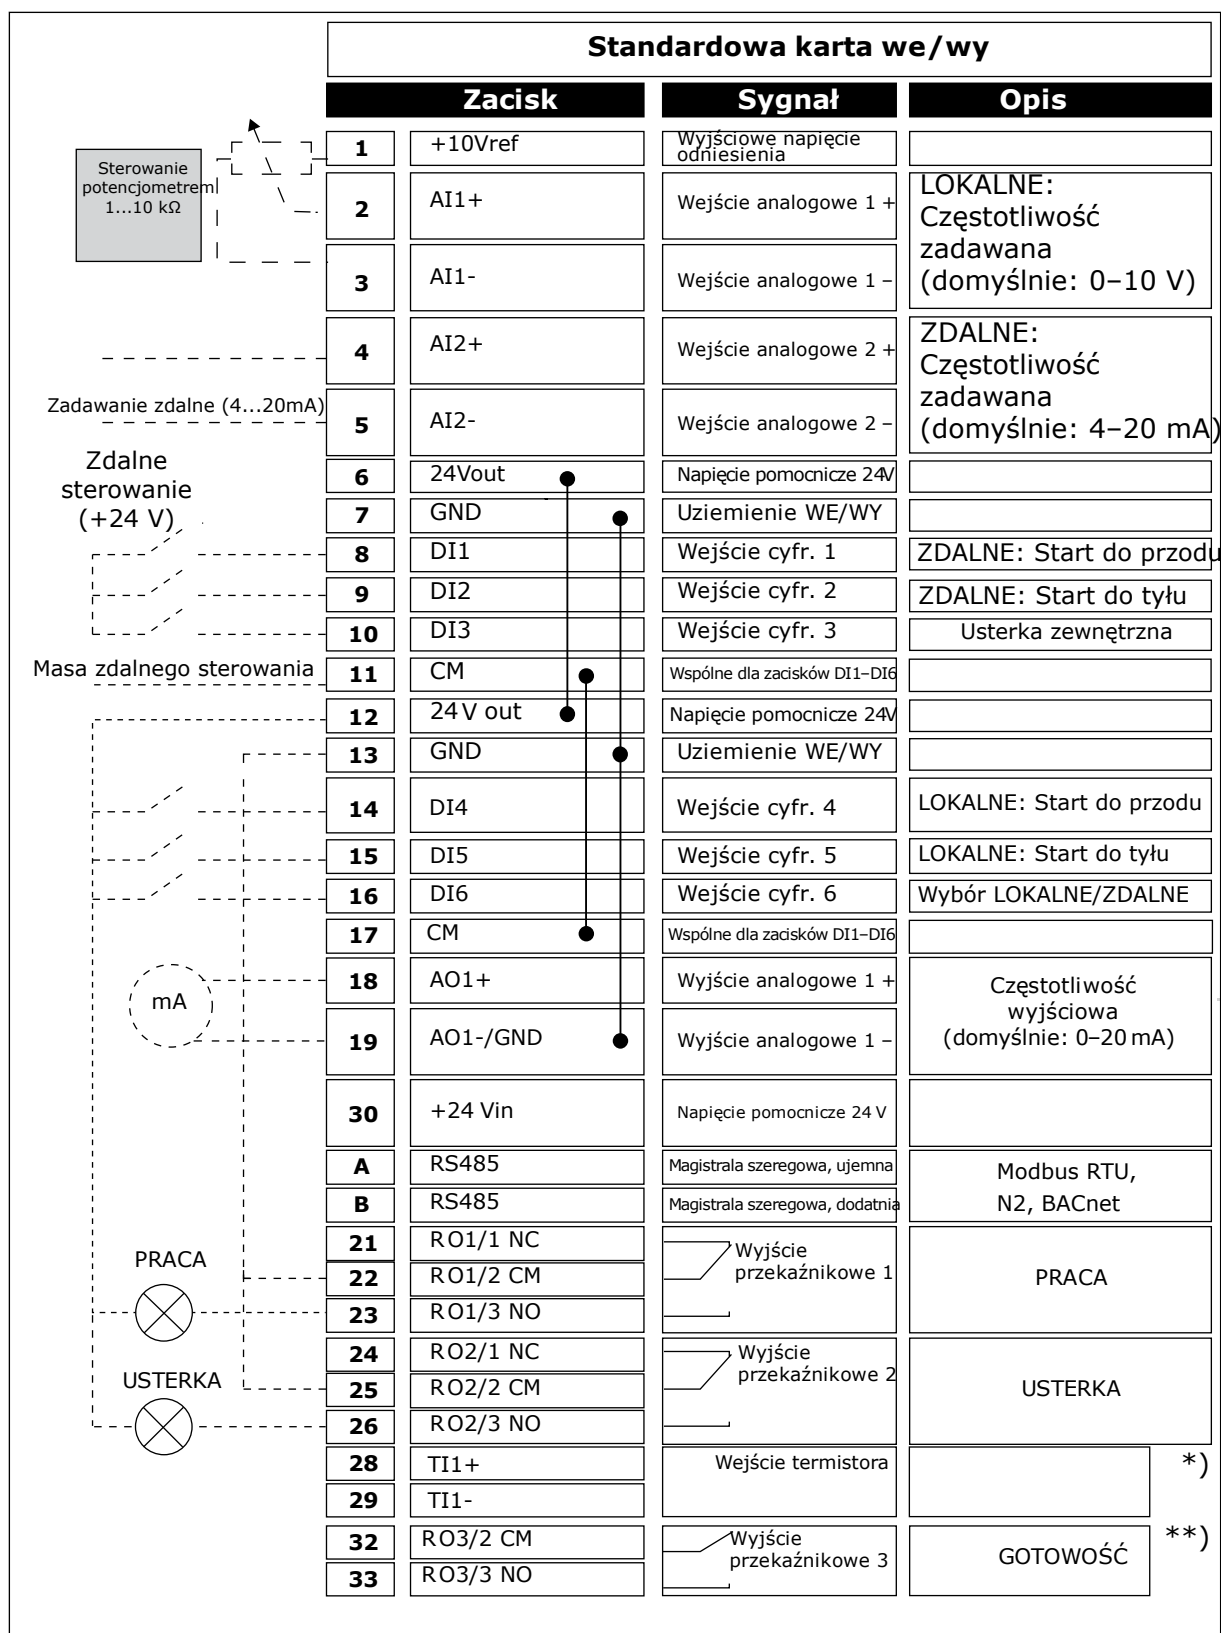 Standardowa karta we/wy
Zacisk Sygnał Opis
Sterowanie
potencjometrem
1...10 kΩ
1 +10Vref Wyjściowe napięcie
odniesienia
2 AI1+ Wejście analogowe 1 +
3 AI1- Wejście analogowe 1 –
LOKALNE:
Częstotliwość
zadawana
(domyślnie: 0–10 V)
4 AI2+ Wejście analogowe 2 +
Zadawanie zdalne (4...20mA)
5 AI2- Wejście analogowe 2 –
ZDALNE:
Częstotliwość
zadawana
(domyślnie: 4–20 mA)
Zdalne
sterowanie
(+24 V)
6 24Vout Napięcie pomocnicze 24V
7 GND Uziemienie WE/WY
8 DI1 Wejście cyfr. 1 ZDALNE: Start do przodu
9 DI2 Wejście cyfr. 2 ZDALNE: Start do tyłu
10 DI3 Wejście cyfr. 3 Usterka zewnętrzna
Masa zdalnego sterowania
11 CM Wspólne dla zacisków DI1–DI6
12 24V out Napięcie pomocnicze 24V
13 GND Uziemienie WE/WY
14 DI4 Wejście cyfr. 4 LOKALNE: Start do przodu
15 DI5 Wejście cyfr. 5 LOKALNE: Start do tyłu
16 DI6 Wejście cyfr. 6 Wybór LOKALNE/ZDALNE
17 CM Wspólne dla zacisków DI1–DI6
mA
18 AO1+ Wyjście analogowe 1 +
19 AO1-/GND Wyjście analogowe 1 –
Częstotliwość
wyjściowa
(domyślnie: 0–20 mA)
30 +24 Vin Napięcie pomocnicze 24 V
A RS485 Magistrala szeregowa, ujemna
B RS485 Magistrala szeregowa, dodatnia
Modbus RTU,
N2, BACnet
PRACA
21 RO1/1 NC
22 RO1/2 CM
23 RO1/3 NO
Wyjście
przekaźnikowe 1
PRACA
USTERKA
24 RO2/1 NC
25 RO2/2 CM
26 RO2/3 NO
Wyjście
przekaźnikowe 2
USTERKA
28 TI1+ Wejście termistora *)
29 TI1-
32 RO3/2 CM
33 RO3/3 NO
Wyjście
przekaźnikowe 3
GOTOWOŚĆ **)